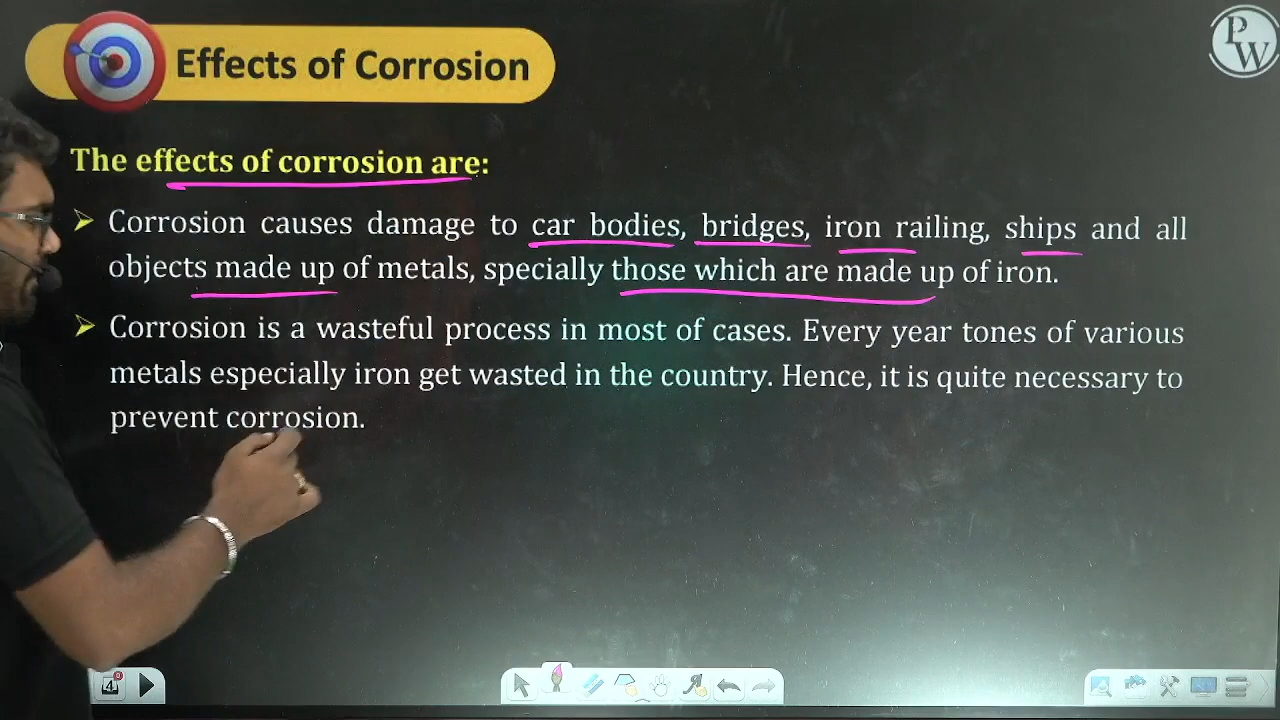 Effects of Corrosion
PW
The effects of corrosion are:
Corrosion causes damage to car bodies, bridges, iron railing, ships and all
objects made up of metals, specially those which are made up of iron.
Corrosion is a wasteful process in most of cases. Every year tones of various
metals especially iron get wasted in the country. Hence, it is quite necessary to
prevent corrosion.